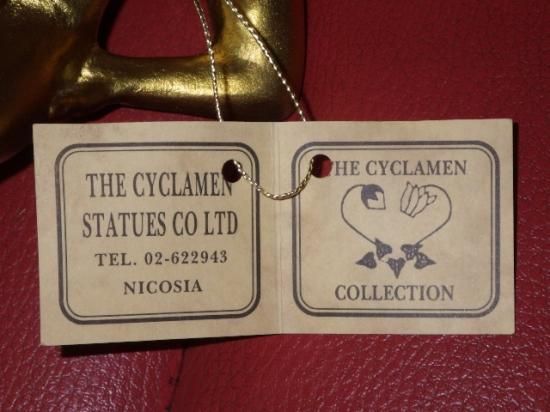 THE CYCLAMEN
STATUES CO LTD
TEL. 02-622943
NICOSIA
THE CYCLAMEN
COLLECTION